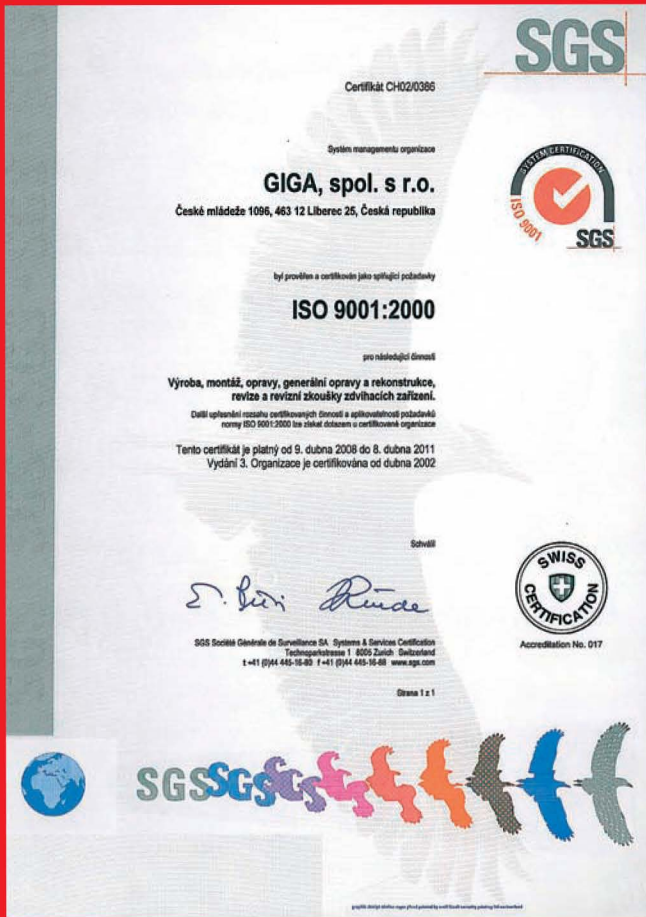 SGS
Certifikát CH02/0366
Systém managementu organizace
GIGA, spol. s r.o.
České mládeže 1096, 463 12 Liberec 25, Česká republika
SYSTEM CERTIFICATION
ISO 9001
SGS
byl prověřen a certifikován jako splňující požadavky
ISO 9001:2000
pro následující činnosti
Výroba, montáž, opravy, generální opravy a rekonstrukce,
revize a revizní zkoušky zdvihacích zařízení.
Další upřesnění rozsahu certifikovaných činností a aplikovatelnosti požadavků
normy ISO 9001:2000 lze získat dotazem u certifikované organizace
Tento certifikát je platný od 9. dubna 2008 do 8. dubna 2011
Vydání 3. Organizace je certifikována od dubna 2002
Schválil
SWISS
CERTIFICATION
Accreditation No. 017
SGS Société Générale de Surveillance SA Systems & Services Certification
Technoparkstrasse 1 8005 Zurich Switzerland
t +41 (0)44 445-16-80 f +41 (0)44 445-16-88 www.sgs.com
Strana 1 z 1
SGSSGSSGS